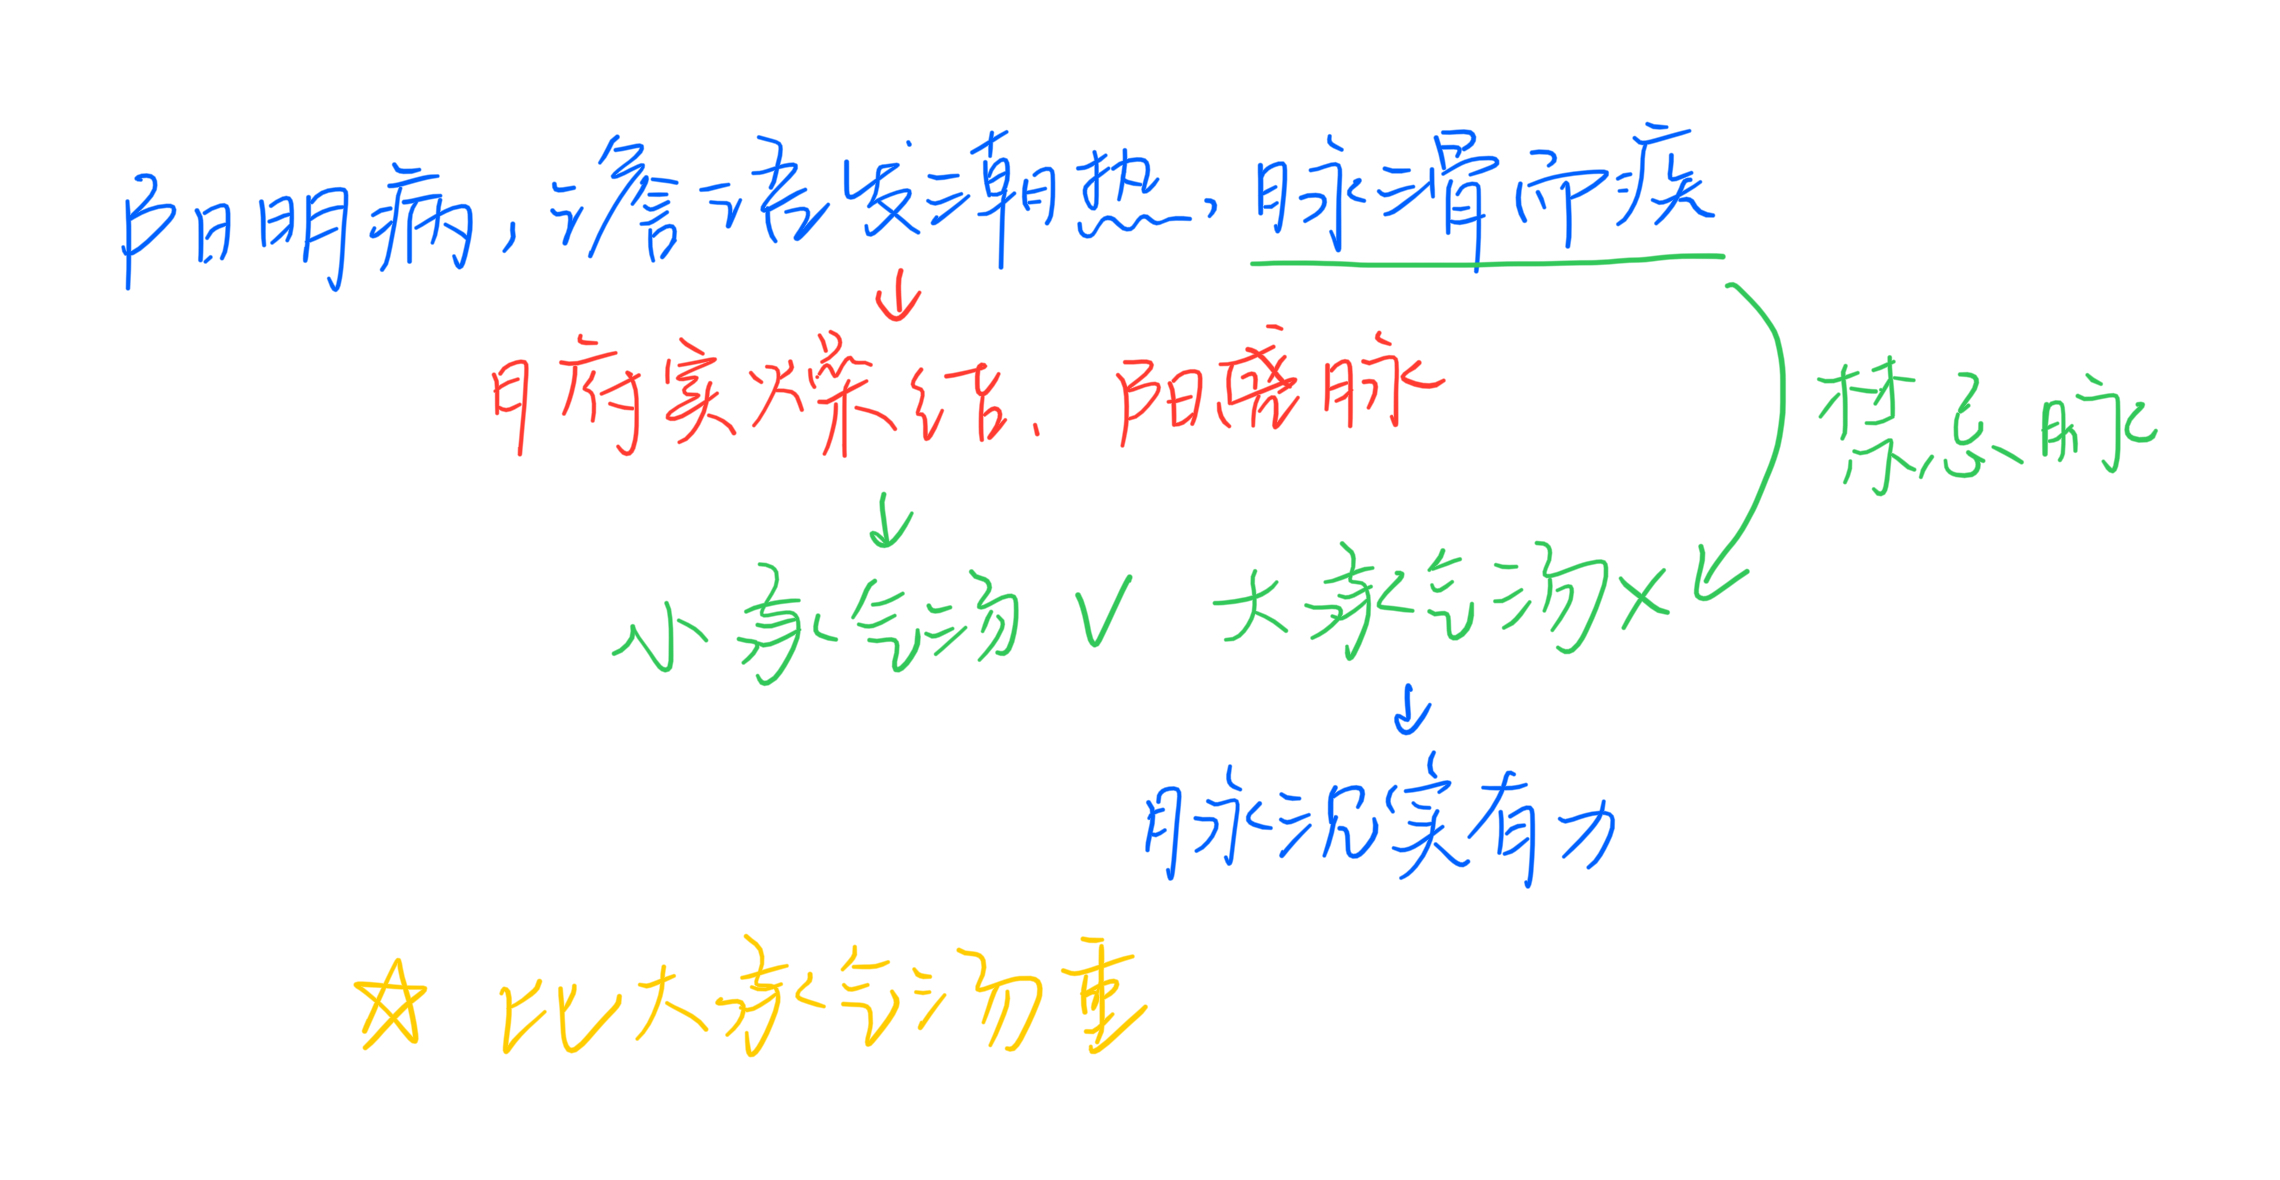 阳明病,谵语发潮热,脉滑而疾
腑实燥结. 阳盛脉
禁忌脉
小承气汤 √ 大承气汤×
脉沉实有力
☆ 比大承气汤重